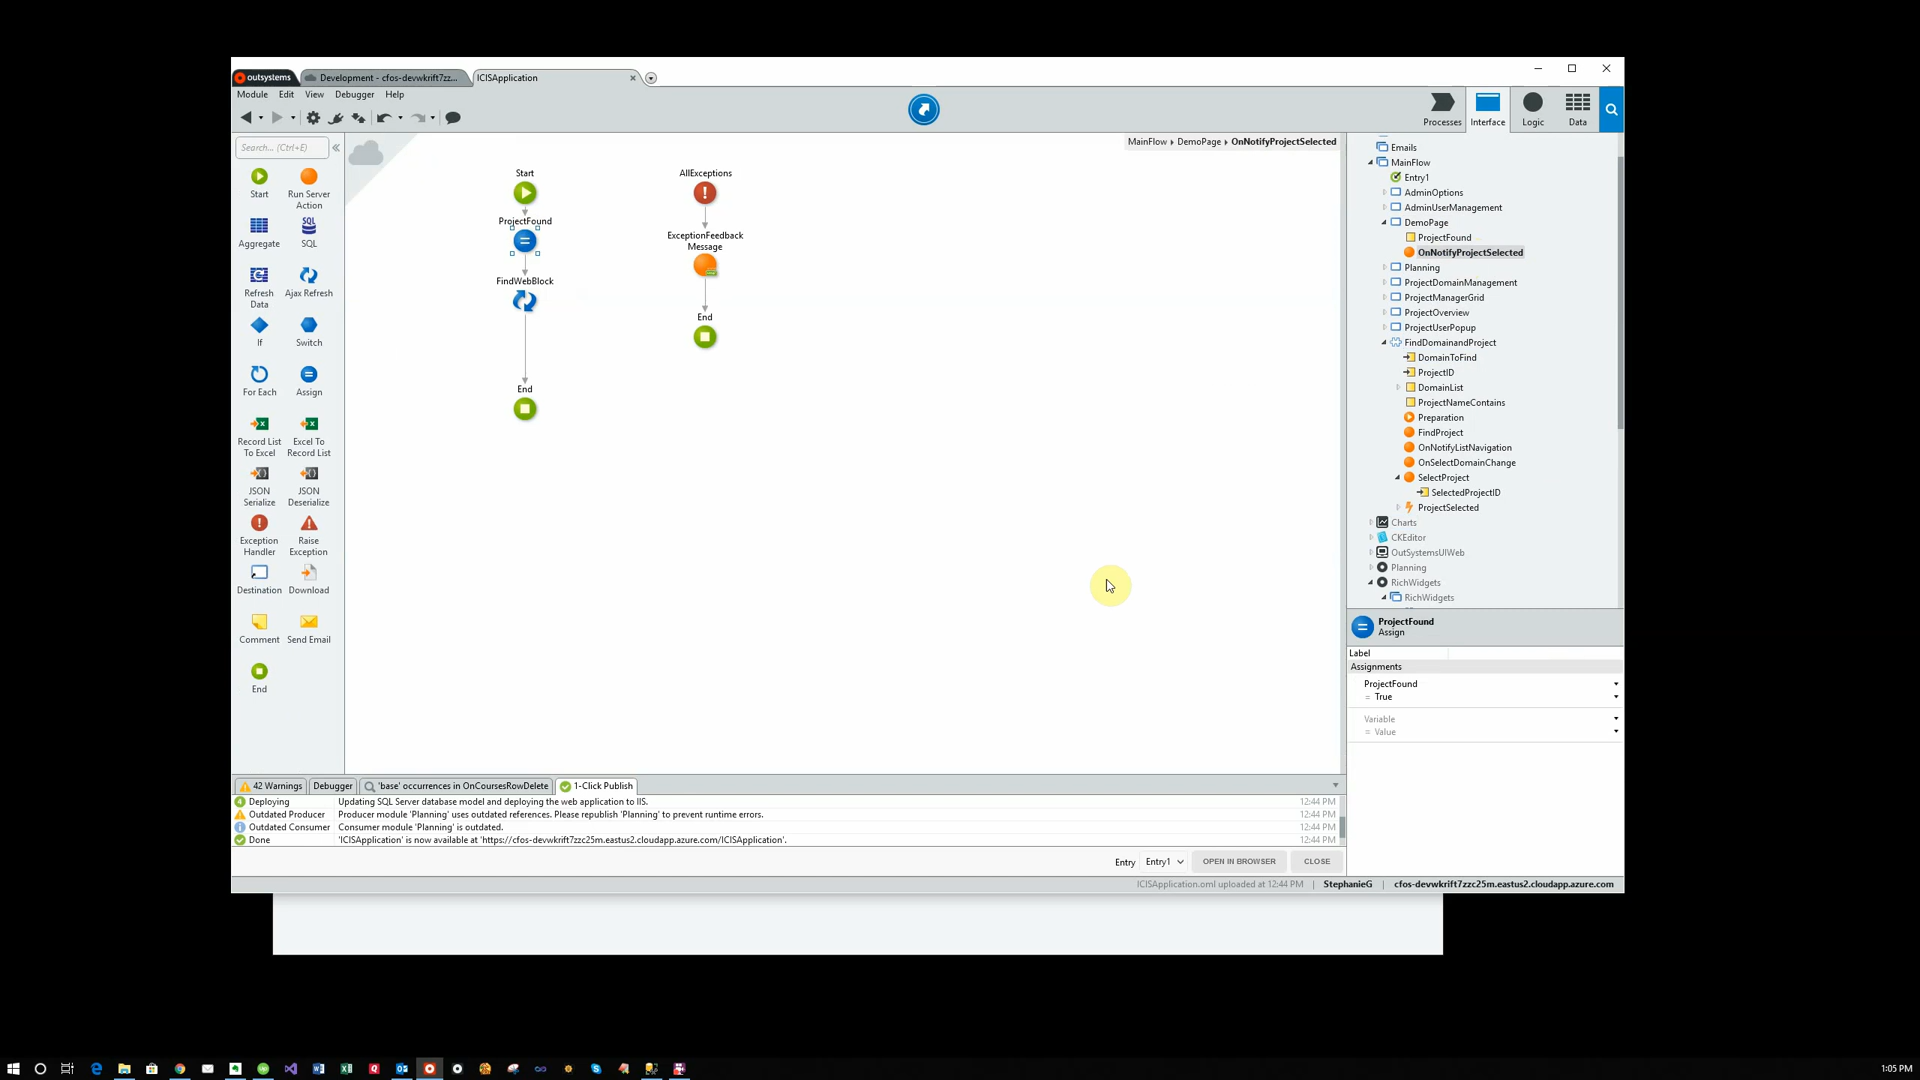 outsystems
Development - cfos-devwkrift7zz...
ICISApplication
Module Edit View Debugger Help
Processes Interface Logic Data
Search... (Ctrl+E)
MainFlow DemoPage OnNotifyProjectSelected
Start Run Server Action
Aggregate SQL
Refresh Data Ajax Refresh
If Switch
For Each Assign
Record List To Excel Excel To Record List
JSON Serialize JSON Deserialize
Exception Handler Raise Exception
Destination Download
Comment Send Email
End
Start
ProjectFound
FindWebBlock
End
AllExceptions
ExceptionFeedback
Message
End
Emails
MainFlow
Entry1
AdminOptions
AdminUserManagement
DemoPage
ProjectFound
OnNotifyProjectSelected
Planning
ProjectDomainManagement
ProjectManagerGrid
ProjectOverview
ProjectUserPopup
FindDomainandProject
DomainToFind
ProjectID
DomainList
ProjectNameContains
Preparation
FindProject
OnNotifyListNavigation
OnSelectDomainChange
SelectProject
SelectedProjectID
ProjectSelected
Charts
CKEditor
OutSystemsUIWeb
Planning
RichWidgets
RichWidgets
ProjectFound
Assign
Label
Assignments
ProjectFound
= True
Variable
= Value
42 Warnings Debugger 'base' occurrences in OnCoursesRowDelete 1-Click Publish
Deploying Updating SQL Server database model and deploying the web application to IIS. 12:44 PM
Outdated Producer Producer module 'Planning' uses outdated references. Please republish 'Planning' to prevent runtime errors. 12:44 PM
Outdated Consumer Consumer module 'Planning' is outdated. 12:44 PM
Done 'ICISApplication' is now available at 'https://cfos-devwkrift7zzc25m.eastus2.cloudapp.azure.com/ICISApplication'. 12:44 PM
Entry Entry1 OPEN IN BROWSER CLOSE
ICISApplication.oml uploaded at 12:44 PM | StephanieG | cfos-devwkrift7zzc25m.eastus2.cloudapp.azure.com
1:05 PM